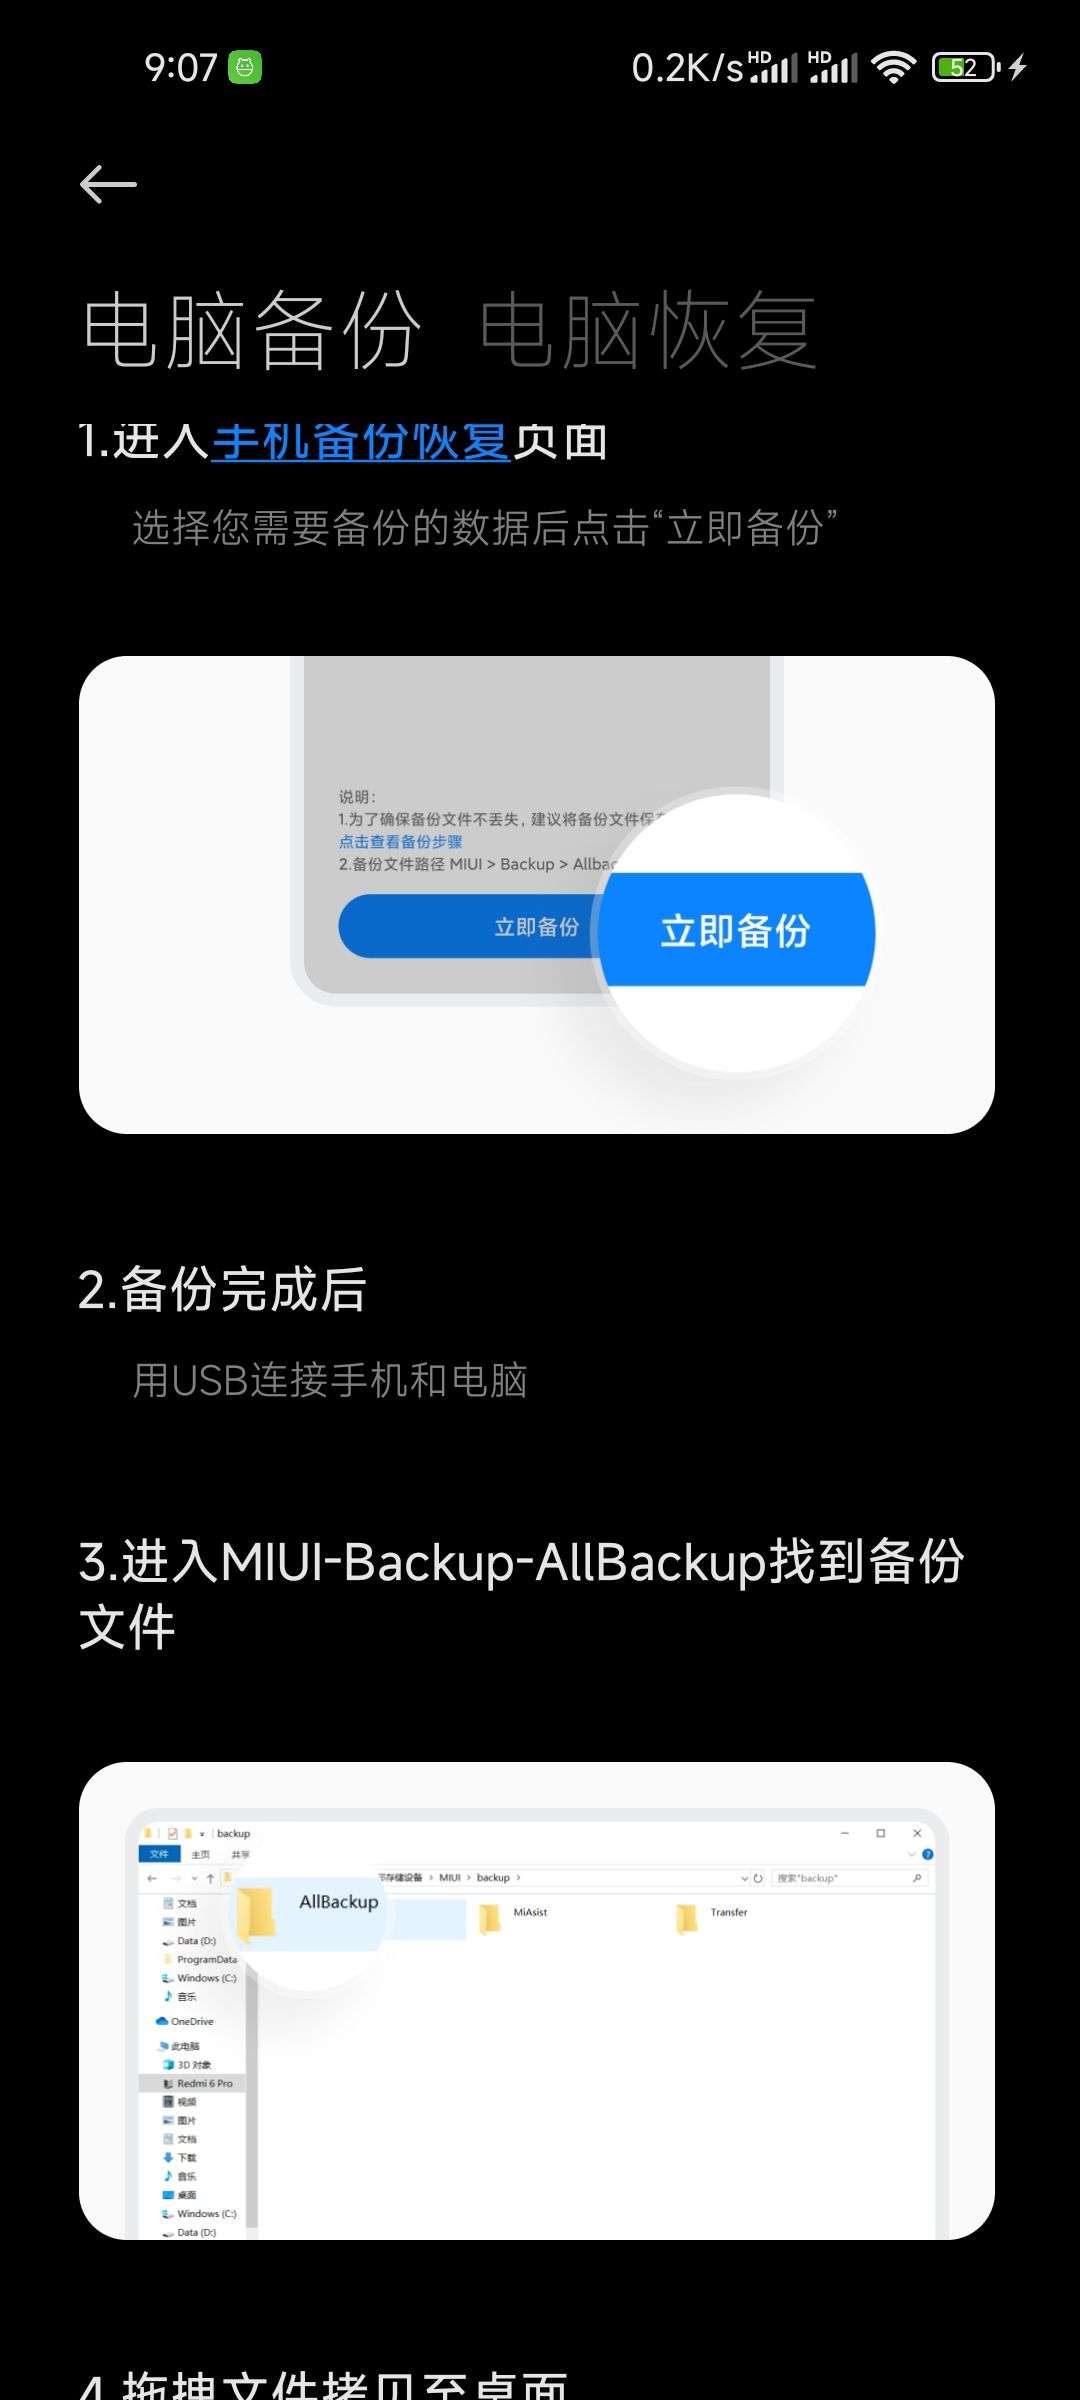 9:07
0.2K/s HD HD 52
电脑备份 电脑恢复
1.进入手机备份恢复页面
选择您需要备份的数据后点击“立即备份”
说明：
1.为了确保备份文件不丢失，建议将备份文件保
点击查看备份步骤
2.备份文件路径 MIUI > Backup > Allbac
立即备份
立即备份
2.备份完成后
用USB连接手机和电脑
3.进入MIUI-Backup-AllBackup找到备份
文件
backup
文件 主页 共享
存储设备 > MIUI > backup >
搜索"backup"
AllBackup
MiAsist
Transfer
文档
图片
Data (D:)
ProgramData
Windows (C:)
音乐
OneDrive
此电脑
3D 对象
Redmi 6 Pro
视频
图片
文档
下载
音乐
桌面
Windows (C:)
Data (D:)
4.拖拽文件拷贝至桌面